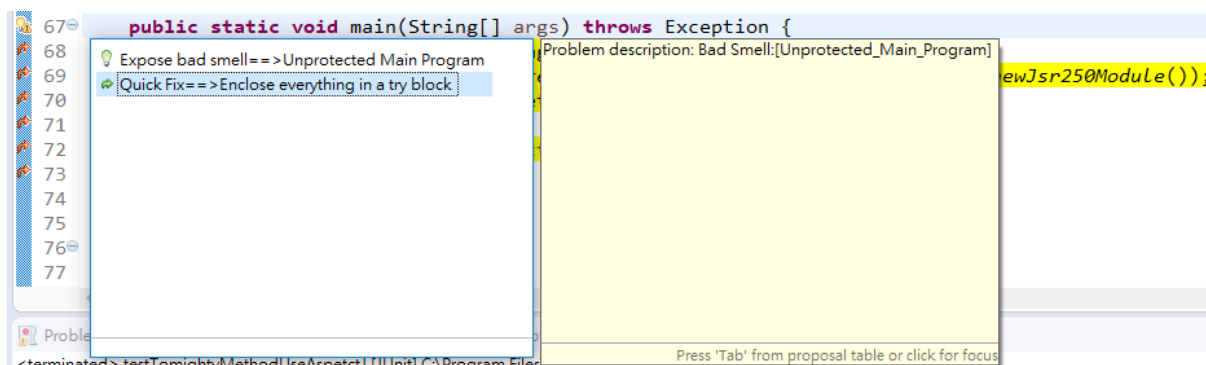 67 public static void main(String[] args) throws Exception {
68 Expose bad smell==>Unprotected Main Program
Problem description: Bad Smell:[Unprotected_Main_Program]
69 Quick Fix==>Enclose everything in a try block
ewJsr250Module());
70
71
72
73
74
75
76
77
Proble
<terminated> testTomightyMethodUseAspetct1 [JUnit] C:\Program Files
Press 'Tab' from proposal table or click for focus